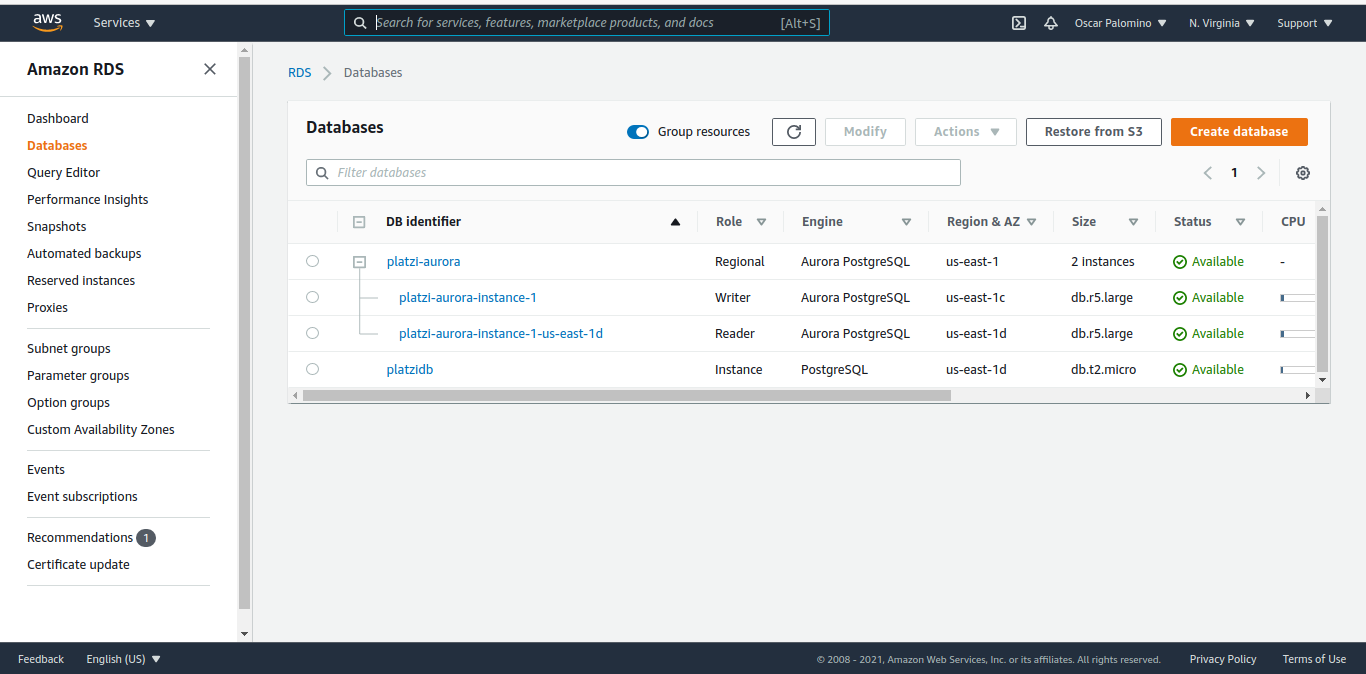 aws Services Search for services, features, marketplace products, and docs [Alt+S] Oscar Palomino N. Virginia Support
Amazon RDS
Dashboard
Databases
Query Editor
Performance Insights
Snapshots
Automated backups
Reserved instances
Proxies
Subnet groups
Parameter groups
Option groups
Custom Availability Zones
Events
Event subscriptions
Recommendations 1
Certificate update
RDS Databases
Databases Group resources Modify Actions Restore from S3 Create database
Filter databases 1
DB identifier Role Engine Region & AZ Size Status CPU
platzi-aurora Regional Aurora PostgreSQL us-east-1 2 instances Available -
platzi-aurora-instance-1 Writer Aurora PostgreSQL us-east-1c db.r5.large Available
platzi-aurora-instance-1-us-east-1d Reader Aurora PostgreSQL us-east-1d db.r5.large Available
platzidb Instance PostgreSQL us-east-1d db.t2.micro Available
Feedback English (US) © 2008 - 2021, Amazon Web Services, Inc. or its affiliates. All rights reserved. Privacy Policy Terms of Use